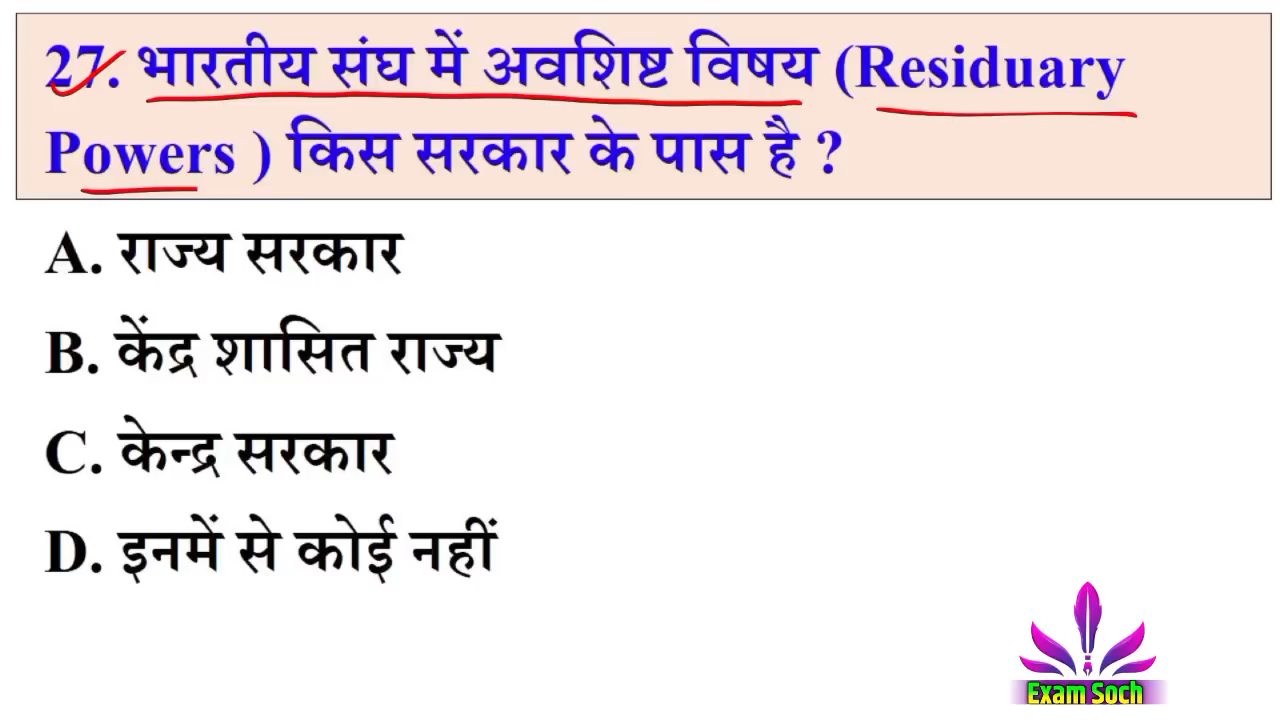 27. भारतीय संघ में अवशिष्ट विषय (Residuary
Powers ) किस सरकार के पास है ?
A. राज्य सरकार
B. केंद्र शासित राज्य
C. केन्द्र सरकार
D. इनमें से कोई नहीं
Exam Soch